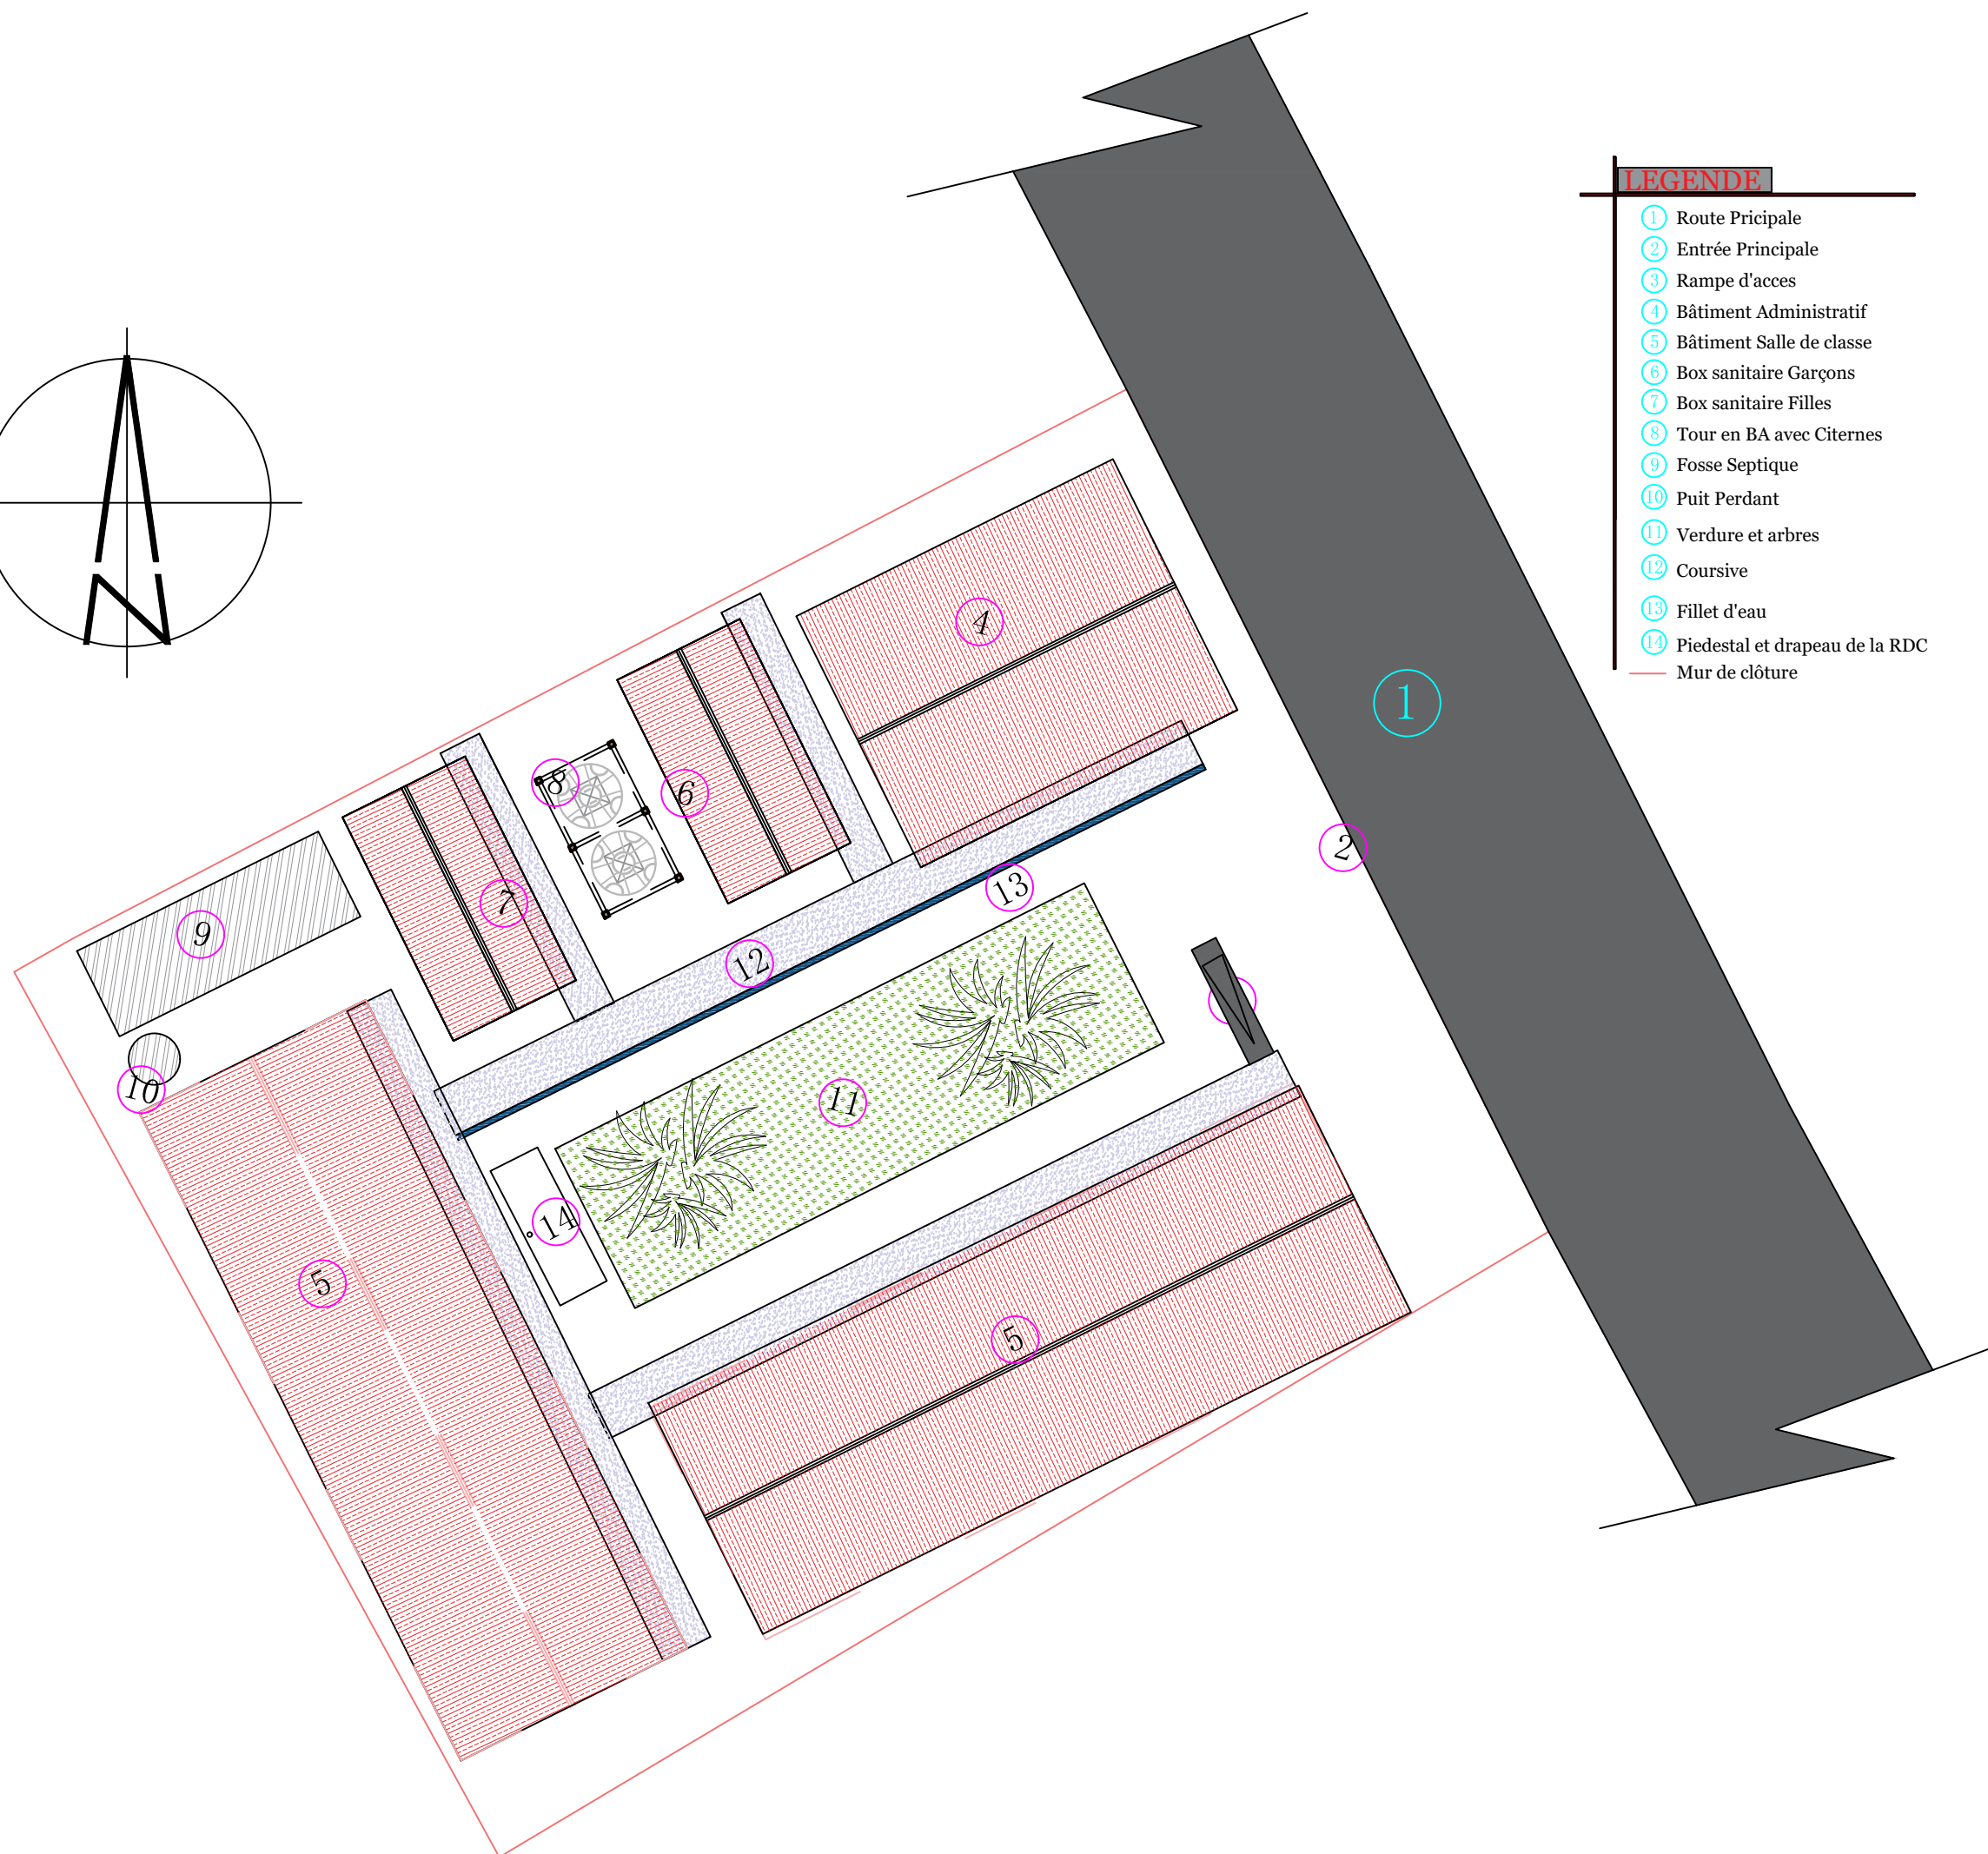 LEGENDE
1 Route Pricipale
2 Entrée Principale
3 Rampe d'acces
4 Bâtiment Administratif
5 Bâtiment Salle de classe
6 Box sanitaire Garçons
7 Box sanitaire Filles
8 Tour en BA avec Citernes
9 Fosse Septique
10 Puit Perdant
11 Verdure et arbres
12 Coursive
13 Fillet d'eau
14 Piedestal et drapeau de la RDC
Mur de clôture
N
4
1
8
6
2
7
13
9
12
10
11
14
5
5